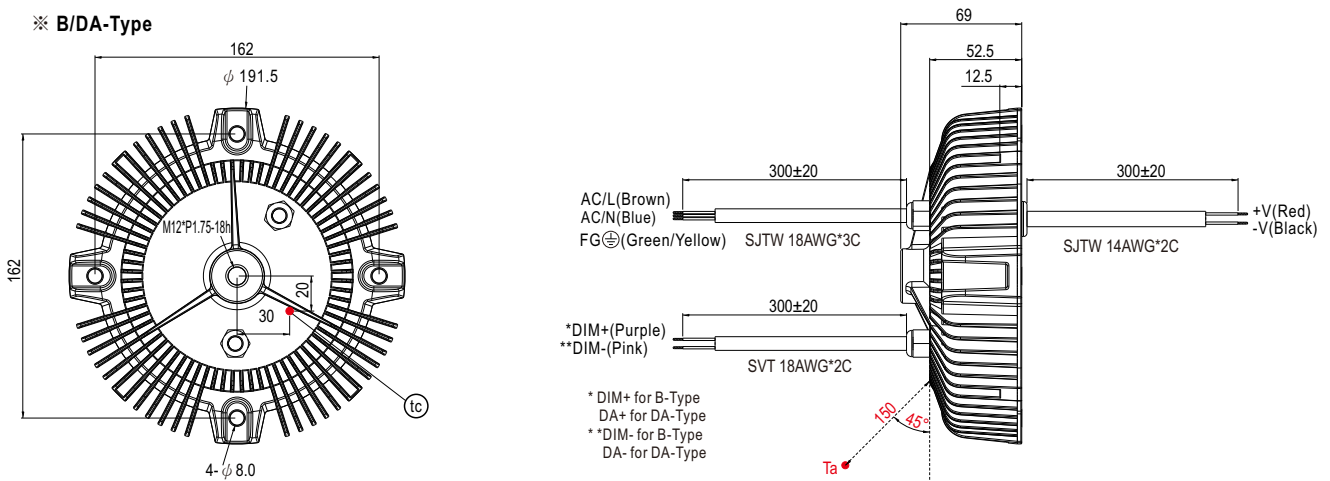 ※ B/DA-Type
162
ϕ 191.5
162
M12*P1.75-18h
20
30
tc
4-ϕ 8.0
69
52.5
12.5
300±20
300±20
AC/L(Brown)
AC/N(Blue)
FG(Green/Yellow)
SJTW 18AWG*3C
+V(Red)
-V(Black)
SJTW 14AWG*2C
300±20
*DIM+(Purple)
**DIM-(Pink)
SVT 18AWG*2C
* DIM+ for B-Type
DA+ for DA-Type
* *DIM- for B-Type
DA- for DA-Type
150
45°
Ta